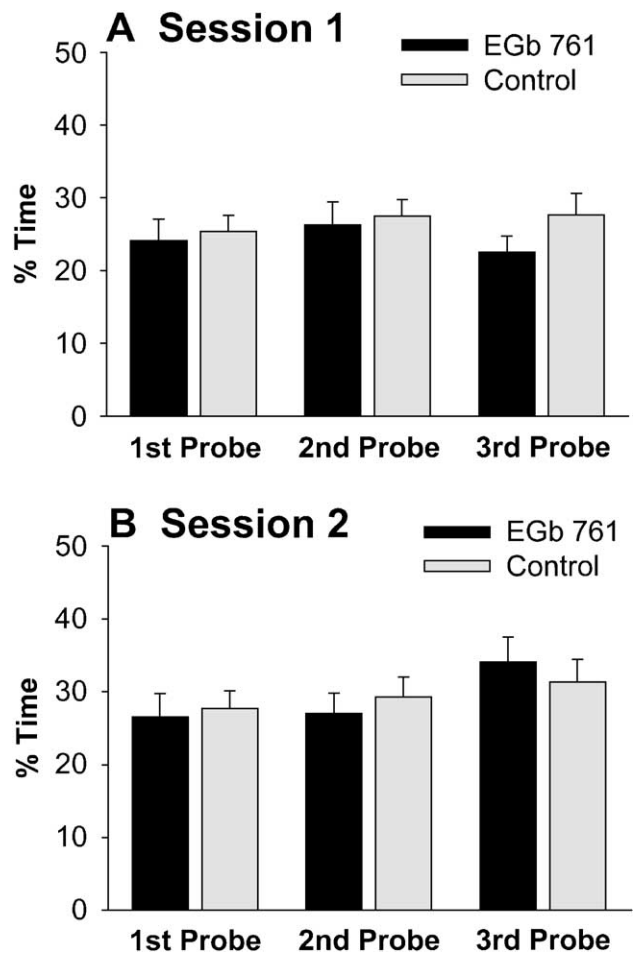 A Session 1
EGb 761
Control
50
40
30
20
10
0
% Time
1st Probe 2nd Probe 3rd Probe
B Session 2
EGb 761
Control
50
40
30
20
10
0
% Time
1st Probe 2nd Probe 3rd Probe